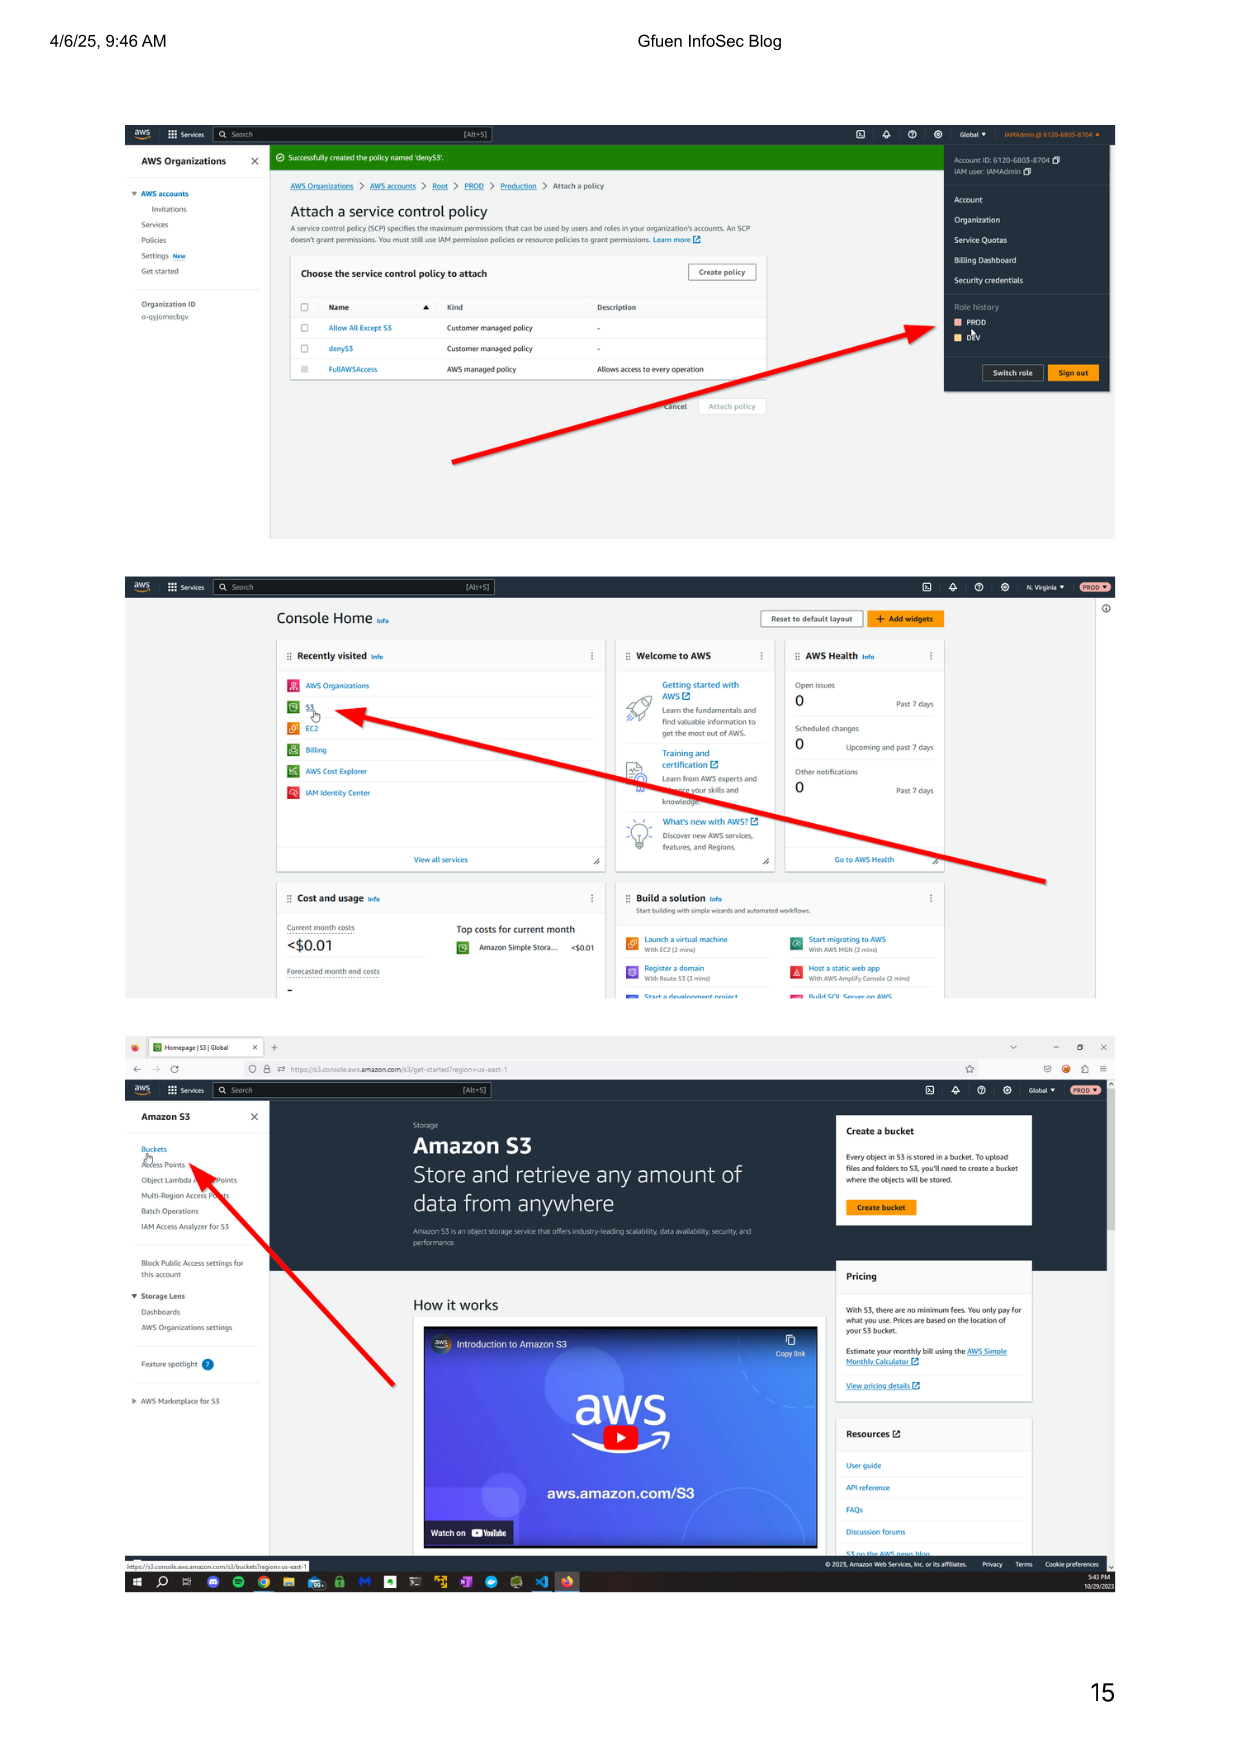 4/6/25, 9:46 AM
Gfuen InfoSec Blog
aws
Services
Search
[Alt+S]
Global
IAMAdmin @ 6120-6803-8704
AWS Organizations
AWS accounts
Invitations
Services
Policies
Settings New
Get started
Organization ID
o-qyjomecbgv
Successfully created the policy named 'denyS3'.
AWS Organizations > AWS accounts > Root > PROD > Production > Attach a policy
Attach a service control policy
A service control policy (SCP) specifies the maximum permissions that can be used by users and roles in your organization's accounts. An SCP
doesn't grant permissions. You must still use IAM permission policies or resource policies to grant permissions. Learn more
Choose the service control policy to attach
Create policy
Name Kind Description
Allow All Except S3 Customer managed policy -
denyS3 Customer managed policy -
FullAWSAccess AWS managed policy Allows access to every operation
Cancel
Attach policy
Account ID: 6120-6803-8704
IAM user: IAMAdmin
Account
Organization
Service Quotas
Billing Dashboard
Security credentials
Role history
PROD
DEV
Switch role
Sign out
aws
Services
Search
[Alt+S]
N. Virginia
PROD
Console Home Info
Reset to default layout
+ Add widgets
Recently visited Info
AWS Organizations
S3
EC2
Billing
AWS Cost Explorer
IAM Identity Center
View all services
Welcome to AWS
Getting started with
AWS
Learn the fundamentals and
find valuable information to
get the most out of AWS.
Training and
certification
Learn from AWS experts and
your skills and
knowledge.
What's new with AWS?
Discover new AWS services,
features, and Regions.
AWS Health Info
Open issues
0
Past 7 days
Scheduled changes
0
Upcoming and past 7 days
Other notifications
0
Past 7 days
Go to AWS Health
Cost and usage Info
Current month costs
<$0.01
Forecasted month end costs
-
Top costs for current month
Amazon Simple Stora... <$0.01
Build a solution Info
Start building with simple wizards and automated workflows.
Launch a virtual machine
With EC2 (2 mins)
Start migrating to AWS
With AWS MGN (2 mins)
Register a domain
With Route 53 (3 mins)
Host a static web app
With AWS Amplify Console (2 mins)
Start a development project
Build SQL Server on AWS
Homepage | S3 | Global
https://s3.console.aws.amazon.com/s3/get-started?region=us-east-1
aws
Services
Search
[Alt+S]
Global
PROD
Amazon S3
Buckets
Access Points
Object Lambda Points
Multi-Region Access Points
Batch Operations
IAM Access Analyzer for S3
Block Public Access settings for
this account
Storage Lens
Dashboards
AWS Organizations settings
Feature spotlight 7
AWS Marketplace for S3
Storage
Amazon S3
Store and retrieve any amount of
data from anywhere
Amazon S3 is an object storage service that offers industry-leading scalability, data availability, security, and
performance.
Create a bucket
Every object in S3 is stored in a bucket. To upload
files and folders to S3, you'll need to create a bucket
where the objects will be stored.
Create bucket
How it works
aws
Introduction to Amazon S3
Copy link
aws
aws.amazon.com/S3
Watch on YouTube
Pricing
With S3, there are no minimum fees. You only pay for
what you use. Prices are based on the location of
your S3 bucket.
Estimate your monthly bill using the AWS Simple
Monthly Calculator
View pricing details
Resources
User guide
API reference
FAQs
Discussion forums
S3 on the AWS news blog
https://s3.console.aws.amazon.com/s3/buckets?region=us-east-1
© 2023, Amazon Web Services, Inc. or its affiliates.
Privacy
Terms
Cookie preferences
99+
5:43 PM
10/29/2023
15